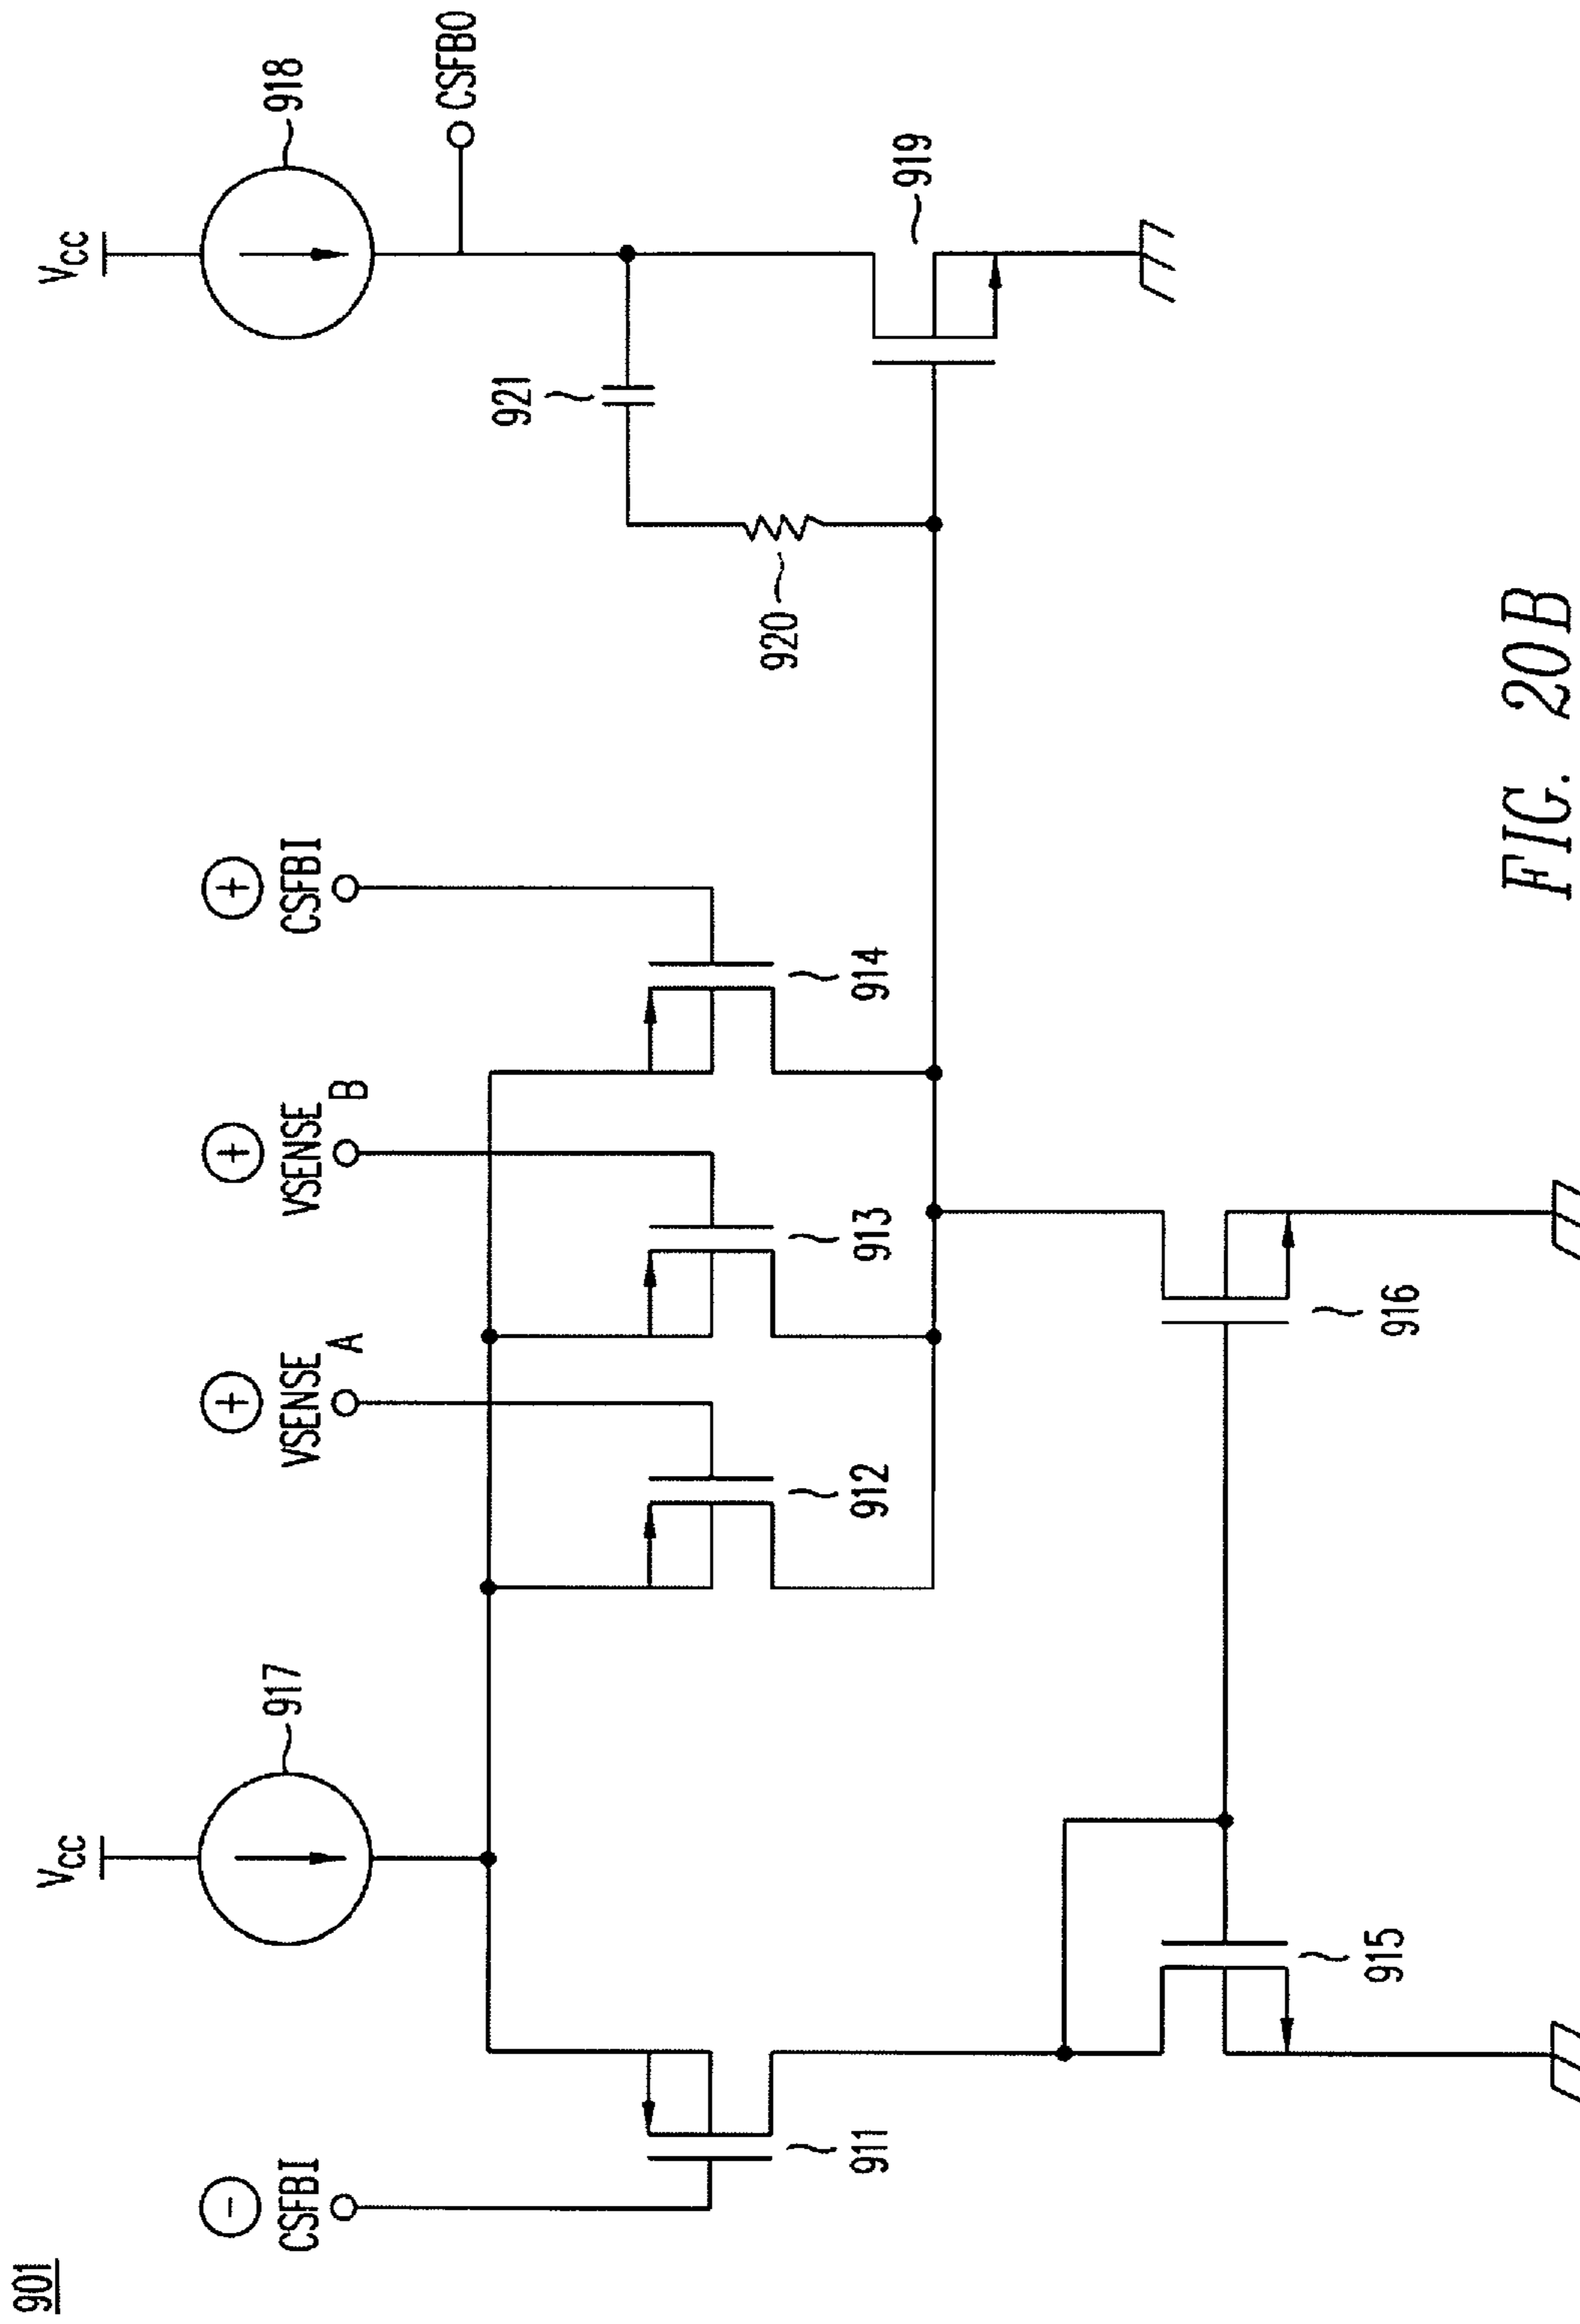 901
⊖
CSFBI
911
VCC
917
915
⊕
VSENSE A
912
⊕
VSENSE B
913
⊕
CSFBI
914
916
920
921
VCC
918
CSFBO
919
FIG. 20B